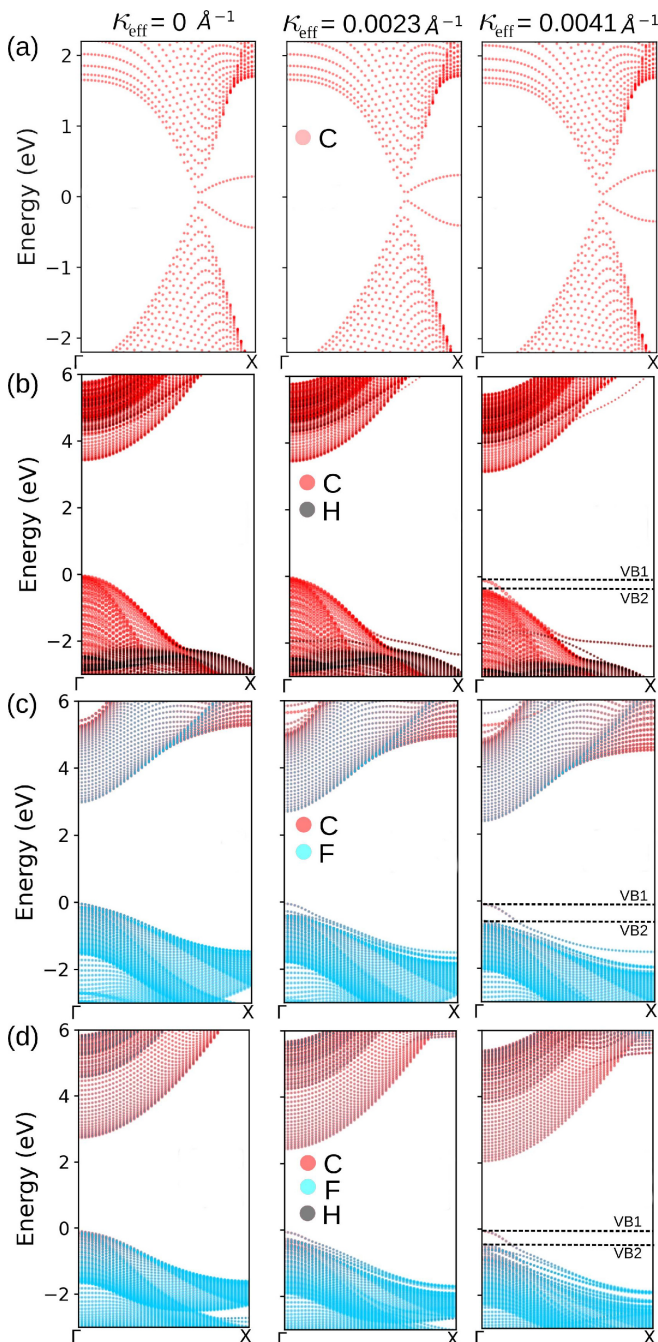 κeff = 0 Å⁻¹ κeff = 0.0023 Å⁻¹ κeff = 0.0041 Å⁻¹
(a)
Energy (eV)
2
1
0
−1
−2
C
Γ X X X
(b)
Energy (eV)
6
4
2
0
−2
C
H
VB1
VB2
Γ X Γ X Γ X
(c)
Energy (eV)
6
4
2
0
−2
C
F
VB1
VB2
Γ X Γ X Γ X
(d)
Energy (eV)
6
4
2
0
−2
C
F
H
VB1
VB2
Γ X Γ X Γ X